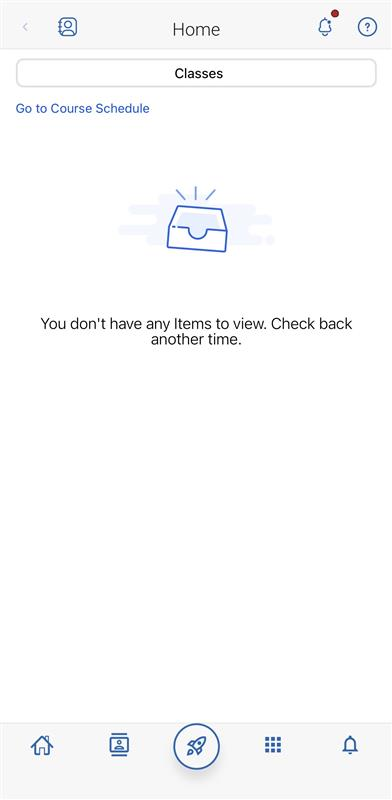 Home
Classes
Go to Course Schedule
You don't have any Items to view. Check back
another time.